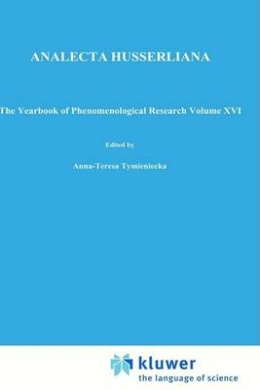 ANALECTA HUSSERLIANA
The Yearbook of Phenomenological Research Volume XVI
Edited by
Anna-Teresa Tymieniecka
kluwer
the language of science